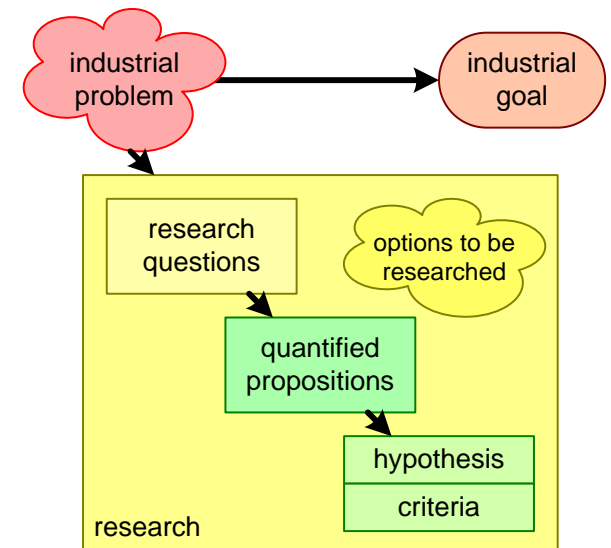 industrial
problem
industrial
goal
research
questions
options to be
researched
quantified
propositions
hypothesis
criteria
research